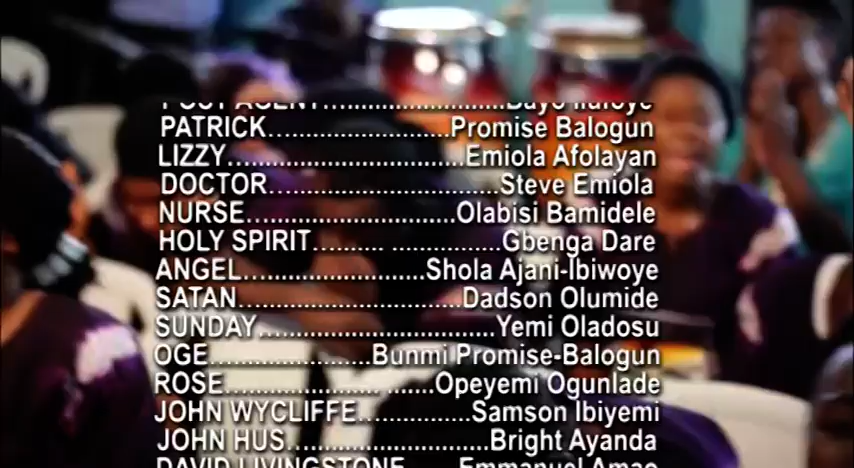 PATRICK.........................Promise Balogun
LIZZY...............................Emiola Afolayan
DOCTOR..............................Steve Emiola
NURSE............................Olabisi Bamidele
HOLY SPIRIT.......... ...............Gbenga Dare
ANGEL........................Shola Ajani-Ibiwoye
SATAN.............................Dadson Olumide
SUNDAY...............................Yemi Oladosu
OGE.....................Bunmi Promise-Balogun
ROSE.................... .......Opeyemi Ogunlade
JOHN WYCLIFFE...............Samson Ibiyemi
JOHN HUS..........................Bright Ayanda
DAVID LIVINGSTONE